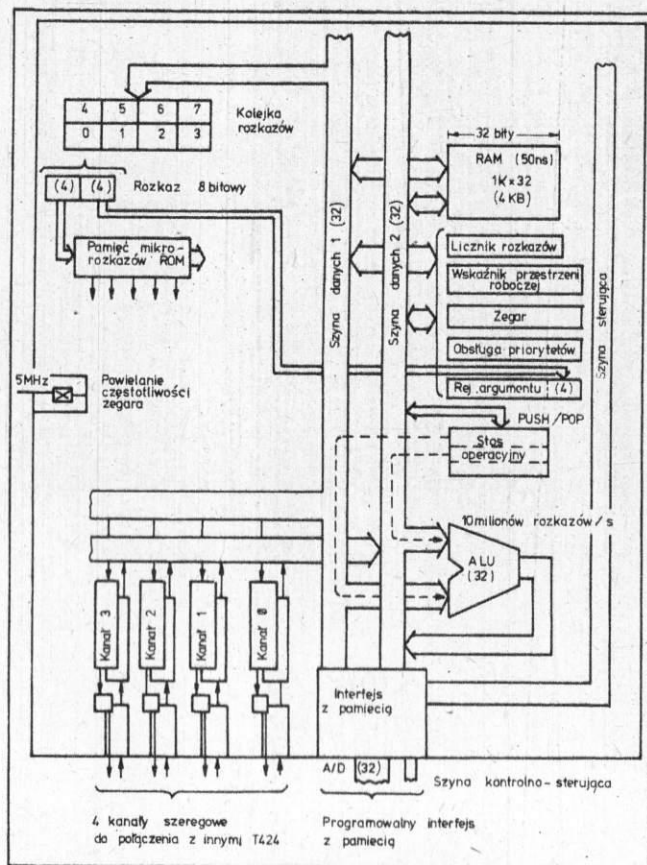 4 5 6 7
0 1 2 3
Kolejka
rozkazów
(4) (4)
Rozkaz 8 bitowy
Pamięć mikro-
rozkazów ROM
5MHz
Powielanie
częstotliwości
zegara
Szyna danych 1 (32)
Szyna danych 2 (32)
Szyna sterująca
32 bity
RAM (50ns)
1K×32
(4 KB)
Licznik rozkazów
Wskaźnik przestrzeni
roboczej
Zegar
Obsługa priorytetów
Rej. argumentu (4)
PUSH/POP
Stos
operacyjny
10 milionów rozkazów/s
ALU
(32)
Kanał 3
Kanał 2
Kanał 1
Kanał 0
Interfejs
z pamięcią
A/D (32)
Szyna kontrolno-sterująca
4 kanały szeregowe
do połączenia z innymi T424
Programowalny interfejs
z pamięcią